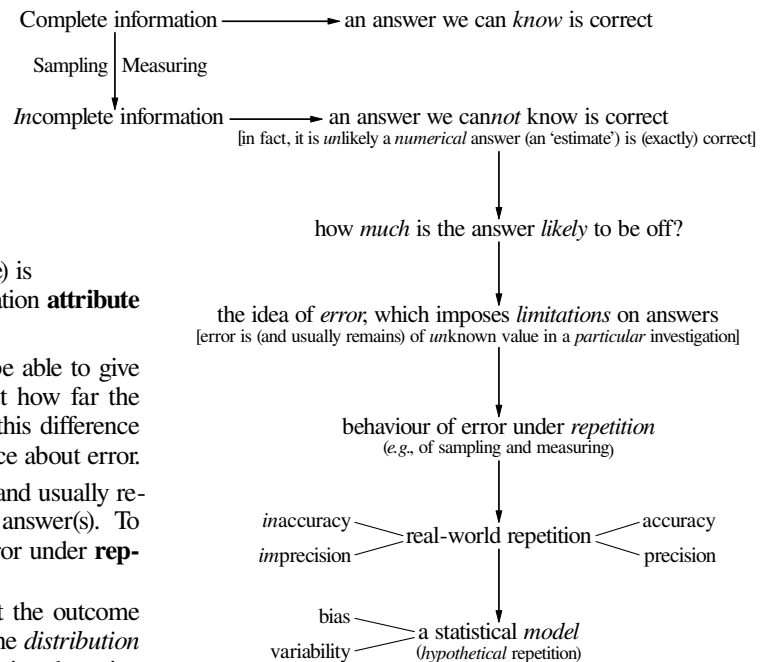 Complete information an answer we can know is correct
Sampling Measuring
Incomplete information an answer we cannot know is correct
[in fact, it is unlikely a numerical answer (an ‘estimate’) is (exactly) correct]
how much is the answer likely to be off?
the idea of error, which imposes limitations on answers
[error is (and usually remains) of unknown value in a particular investigation]
behaviour of error under repetition
(e.g., of sampling and measuring)
inaccuracy accuracy
real-world repetition
imprecision precision
bias
a statistical model
variability (hypothetical repetition)
) is
attribute
be able to give
how far the
this difference
about error.
and usually re-
answer(s). To
under rep-
the outcome
distribution